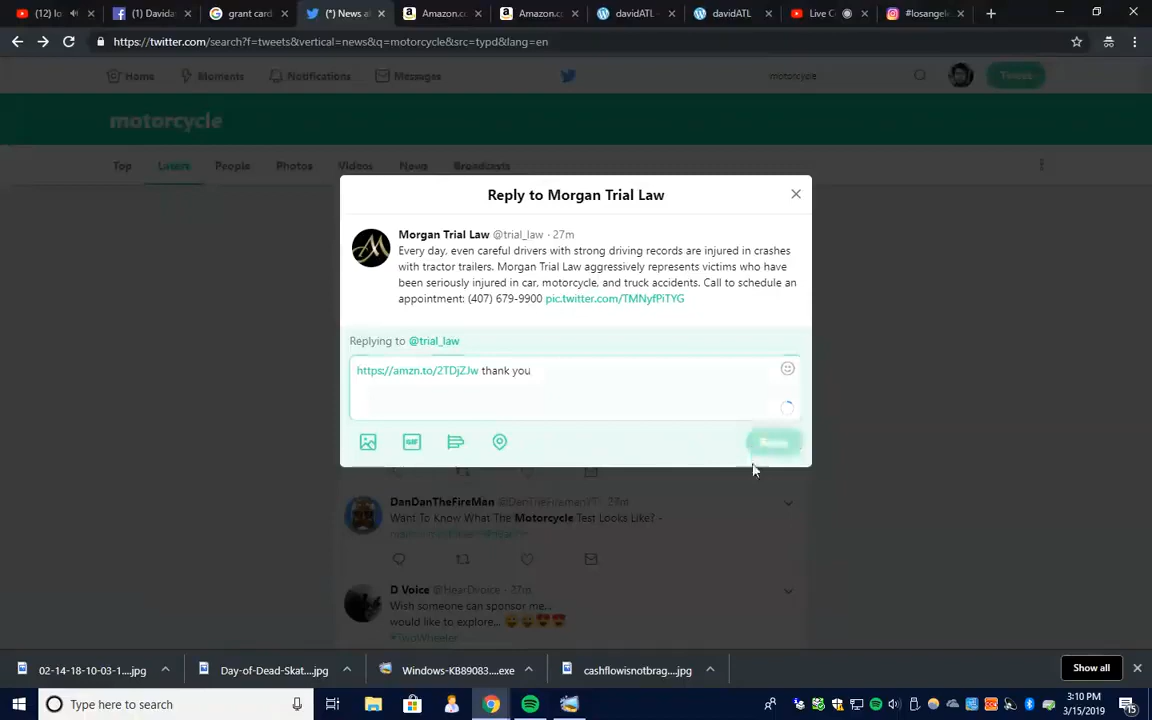 (12) lo
(1) Davida
grant card
(*) News a
Amazon.c
Amazon.c
davidATL -
davidATL
Live C
#losangele
https://twitter.com/search?f=tweets&vertical=news&q=motorcycle&src=typd&lang=en
Home
Moments
Notifications
Messages
motorcycle
Tweet
motorcycle
Top
Latest
People
Photos
Videos
News
Broadcasts
Reply to Morgan Trial Law
Morgan Trial Law @trial_law · 27m
Every day, even careful drivers with strong driving records are injured in crashes
with tractor trailers. Morgan Trial Law aggressively represents victims who have
been seriously injured in car, motorcycle, and truck accidents. Call to schedule an
appointment: (407) 679-9900 pic.twitter.com/TMNyfPiTYG
Replying to @trial_law
https://amzn.to/2TDjZJw thank you
GIF
DanDanTheFireMan @DanTheFiremanYT · 27m
Want To Know What The Motorcycle Test Looks Like? -
D Voice @HearDvoice · 27m
Wish someone can sponsor me..
would like to explore...
02-14-18-10-03-1....jpg
Day-of-Dead-Skat....jpg
Windows-KB89083....exe
cashflowisnotbrag....jpg
Show all
Type here to search
3:10 PM
3/15/2019
15